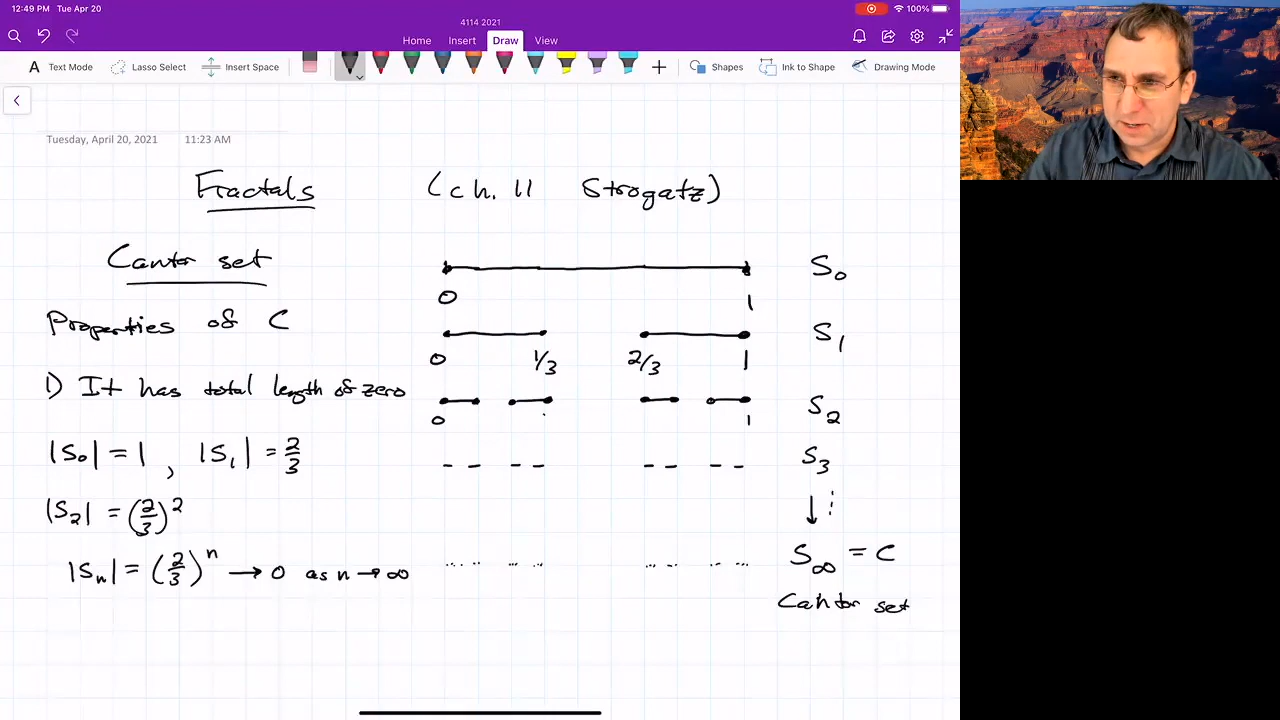 12:49 PM Tue Apr 20
100%
4114 2021
Home Insert Draw View
Text Mode Lasso Select Insert Space Shapes Ink to Shape Drawing Mode
Tuesday, April 20, 2021 11:23 AM
Fractals (ch. 11 Strogatz)
Cantor set
S₀
0 1
Properties of C
S₁
0 1/3 2/3 1
1) It has total length of zero
S₂
0 1
|S₀| = 1 , |S₁| = 2/3
S₃
|S₂| = (2/3)²
S∞ = C
|Sₙ| = (2/3)ⁿ → 0 as n → ∞
Cantor set